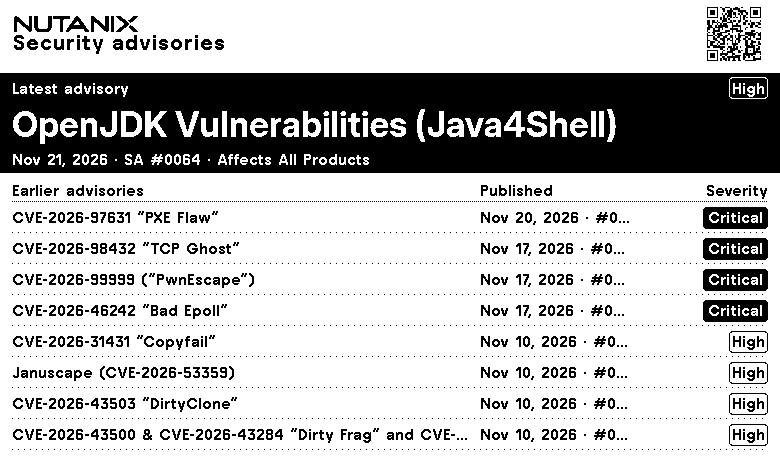 NUTANIX
Security advisories
Latest advisory High
OpenJDK Vulnerabilities (Java4Shell)
Nov 21, 2026 · SA #0064 · Affects All Products
Earlier advisories Published Severity
CVE-2026-97631 "PXE Flaw" Nov 20, 2026 · #0... Critical
CVE-2026-98432 "TCP Ghost" Nov 17, 2026 · #0... Critical
CVE-2026-99999 ("PwnEscape") Nov 17, 2026 · #0... Critical
CVE-2026-46242 "Bad Epoll" Nov 17, 2026 · #0... Critical
CVE-2026-31431 "Copyfail" Nov 10, 2026 · #0... High
Januscape (CVE-2026-53359) Nov 10, 2026 · #0... High
CVE-2026-43503 "DirtyClone" Nov 10, 2026 · #0... High
CVE-2026-43500 & CVE-2026-43284 "Dirty Frag" and CVE-... Nov 10, 2026 · #0... High